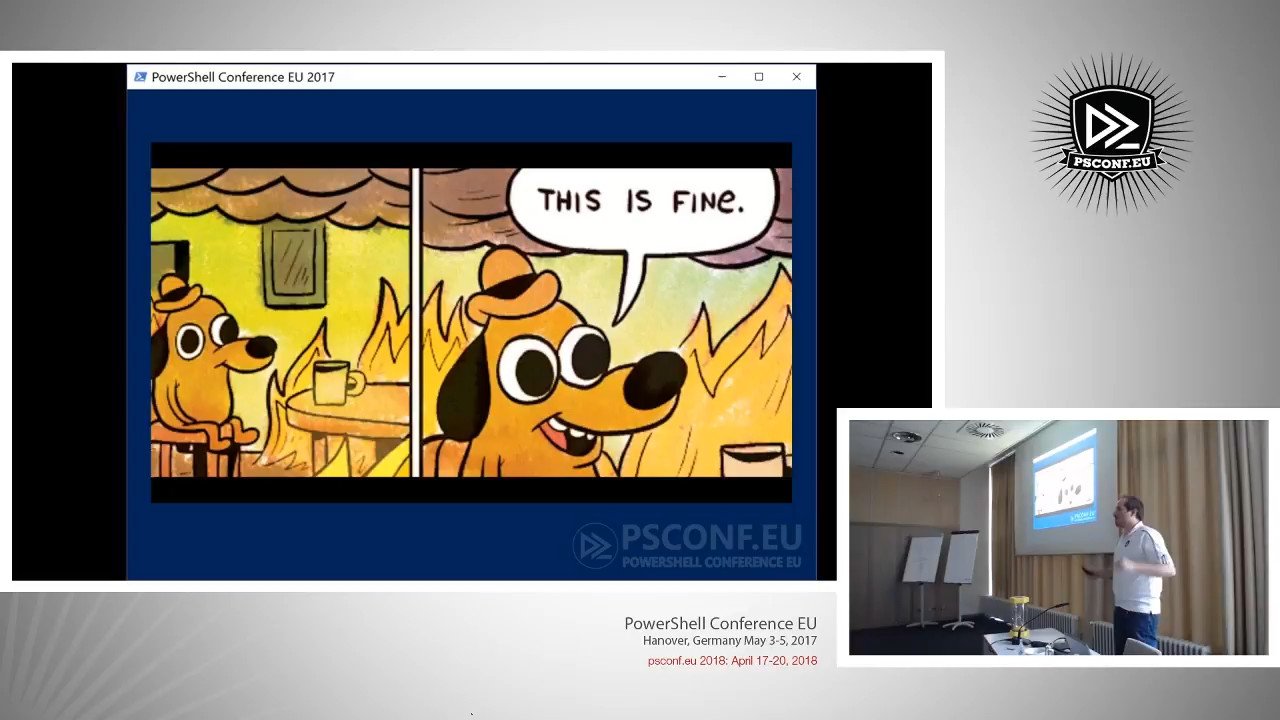 PowerShell Conference EU 2017
THIS IS FINE.
PSCONF.EU
POWERSHELL CONFERENCE EU
PSCONF.EU
PowerShell Conference EU
Hanover, Germany May 3-5, 2017
psconf.eu 2018: April 17-20, 2018